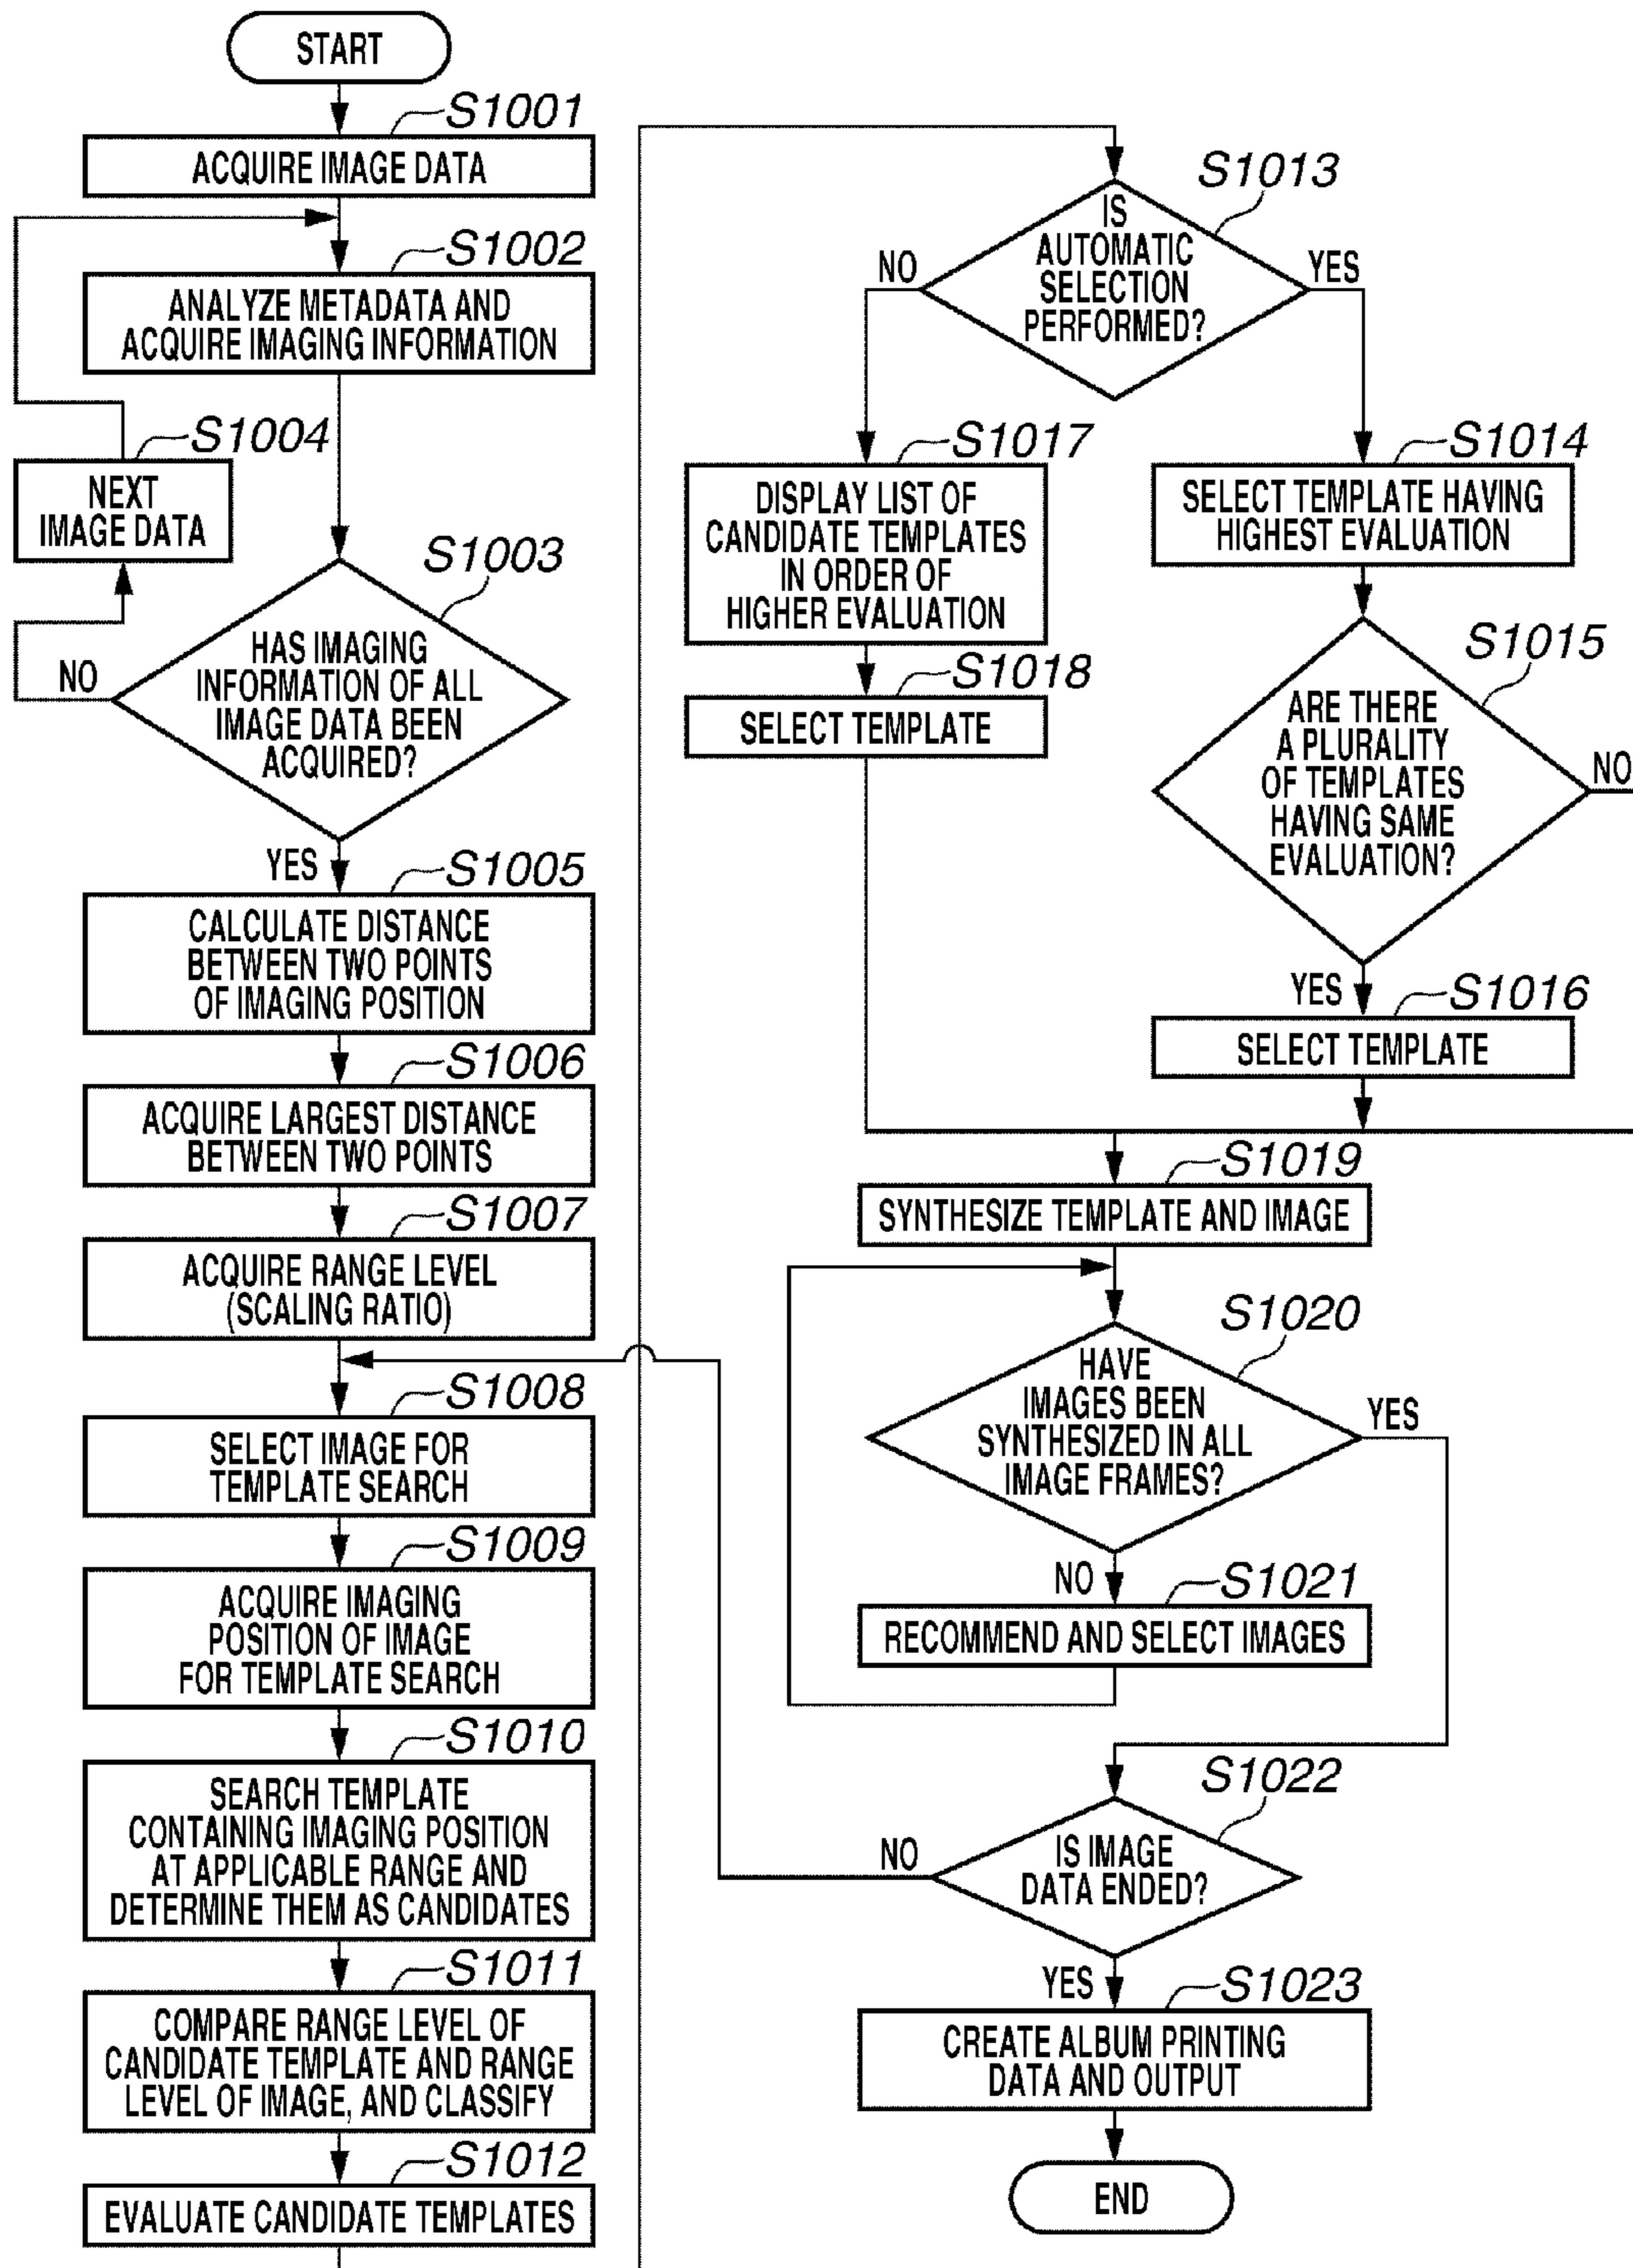 START
S1001
ACQUIRE IMAGE DATA
S1002
ANALYZE METADATA AND
ACQUIRE IMAGING INFORMATION
S1004
NEXT
IMAGE DATA
S1003
HAS IMAGING
INFORMATION OF ALL
IMAGE DATA BEEN
ACQUIRED?
NO
YES
S1005
CALCULATE DISTANCE
BETWEEN TWO POINTS
OF IMAGING POSITION
S1006
ACQUIRE LARGEST DISTANCE
BETWEEN TWO POINTS
S1007
ACQUIRE RANGE LEVEL
(SCALING RATIO)
S1008
SELECT IMAGE FOR
TEMPLATE SEARCH
S1009
ACQUIRE IMAGING
POSITION OF IMAGE
FOR TEMPLATE SEARCH
S1010
SEARCH TEMPLATE
CONTAINING IMAGING POSITION
AT APPLICABLE RANGE AND
DETERMINE THEM AS CANDIDATES
S1011
COMPARE RANGE LEVEL OF
CANDIDATE TEMPLATE AND RANGE
LEVEL OF IMAGE, AND CLASSIFY
S1012
EVALUATE CANDIDATE TEMPLATES
S1013
IS
AUTOMATIC
SELECTION
PERFORMED?
NO
YES
S1017
DISPLAY LIST OF
CANDIDATE TEMPLATES
IN ORDER OF
HIGHER EVALUATION
S1018
SELECT TEMPLATE
S1014
SELECT TEMPLATE HAVING
HIGHEST EVALUATION
S1015
ARE THERE
A PLURALITY
OF TEMPLATES
HAVING SAME
EVALUATION?
NO
YES
S1016
SELECT TEMPLATE
S1019
SYNTHESIZE TEMPLATE AND IMAGE
S1020
HAVE
IMAGES BEEN
SYNTHESIZED IN ALL
IMAGE FRAMES?
YES
NO
S1021
RECOMMEND AND SELECT IMAGES
S1022
IS IMAGE
DATA ENDED?
NO
YES
S1023
CREATE ALBUM PRINTING
DATA AND OUTPUT
END